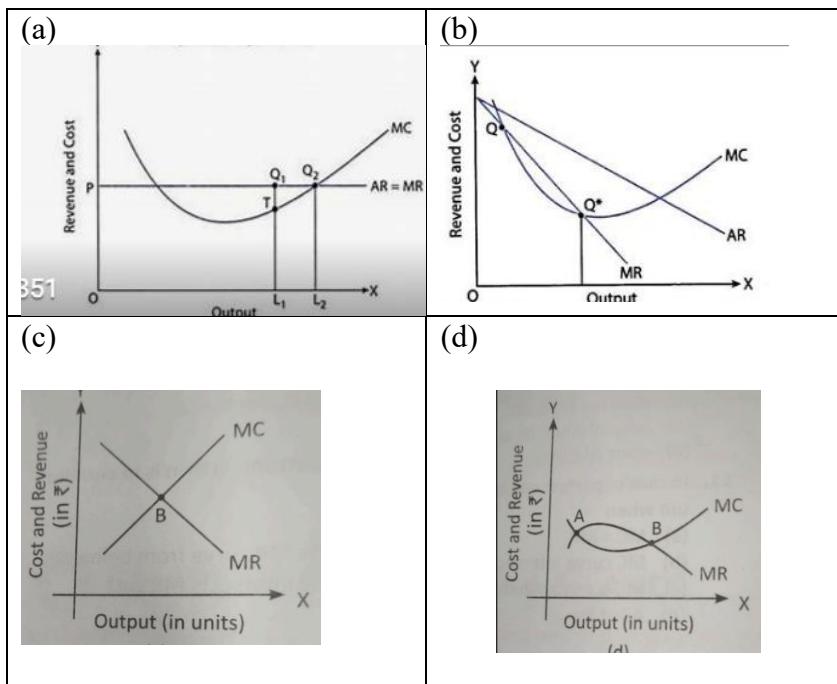 (a)
Revenue and Cost
MC
P
Q₁
Q₂
AR = MR
T
351
O
L₁
L₂
X
Output
(b)
Y
Revenue and Cost
Q
MC
Q*
AR
MR
O
Output
X
(c)
Y
Cost and Revenue
(in ₹)
MC
B
MR
X
Output (in units)
(d)
Y
Cost and Revenue
(in ₹)
MC
A
B
MR
X
Output (in units)
(d)